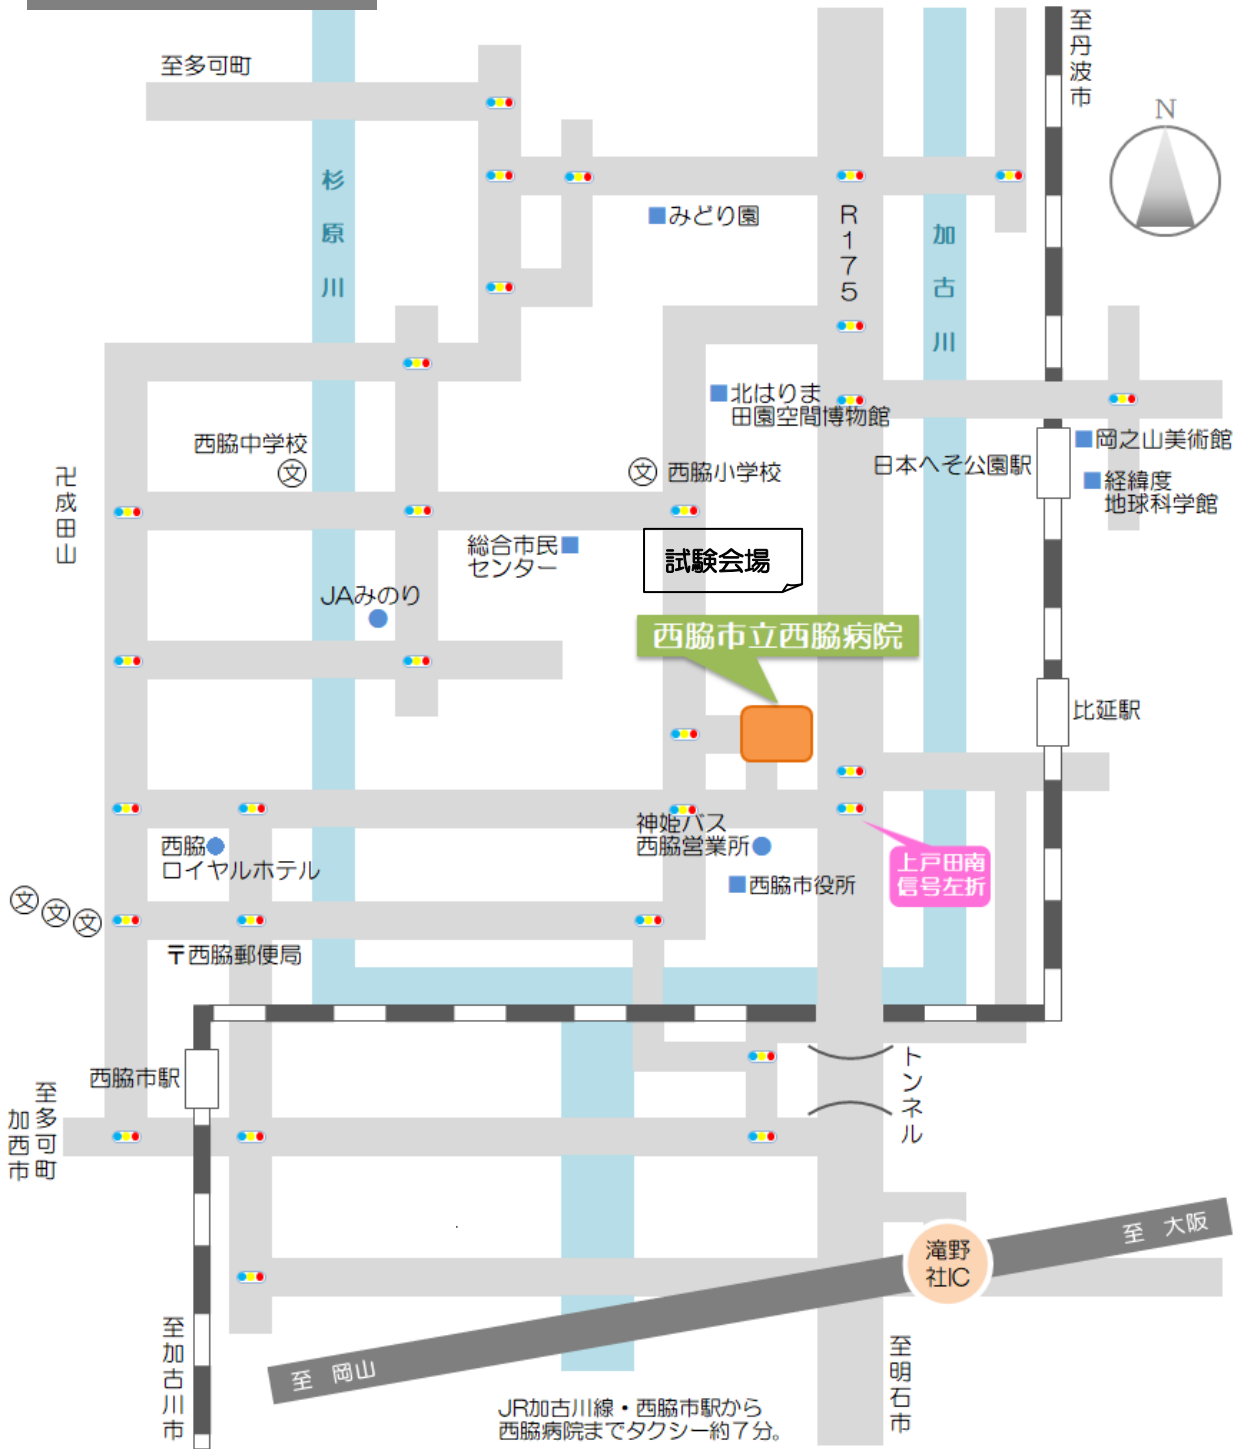 至多可町
至丹波市
N
杉原川
みどり園
R175
加古川
北はりま
田園空間博物館
西脇中学校
文
文
西脇小学校
日本へそ公園駅
岡之山美術館
経緯度
地球科学館
卍成田山
総合市民
センター
試験会場
JAみのり
西脇市立西脇病院
比延駅
神姫バス
西脇営業所
西脇
ロイヤルホテル
上戸田南
信号左折
西脇市役所
文
文
文
〒西脇郵便局
西脇市駅
トンネル
至多可町
加西市
至 大阪
滝野
社IC
至加古川市
至 岡山
至明石市
JR加古川線・西脇市駅から
西脇病院までタクシー約7分。